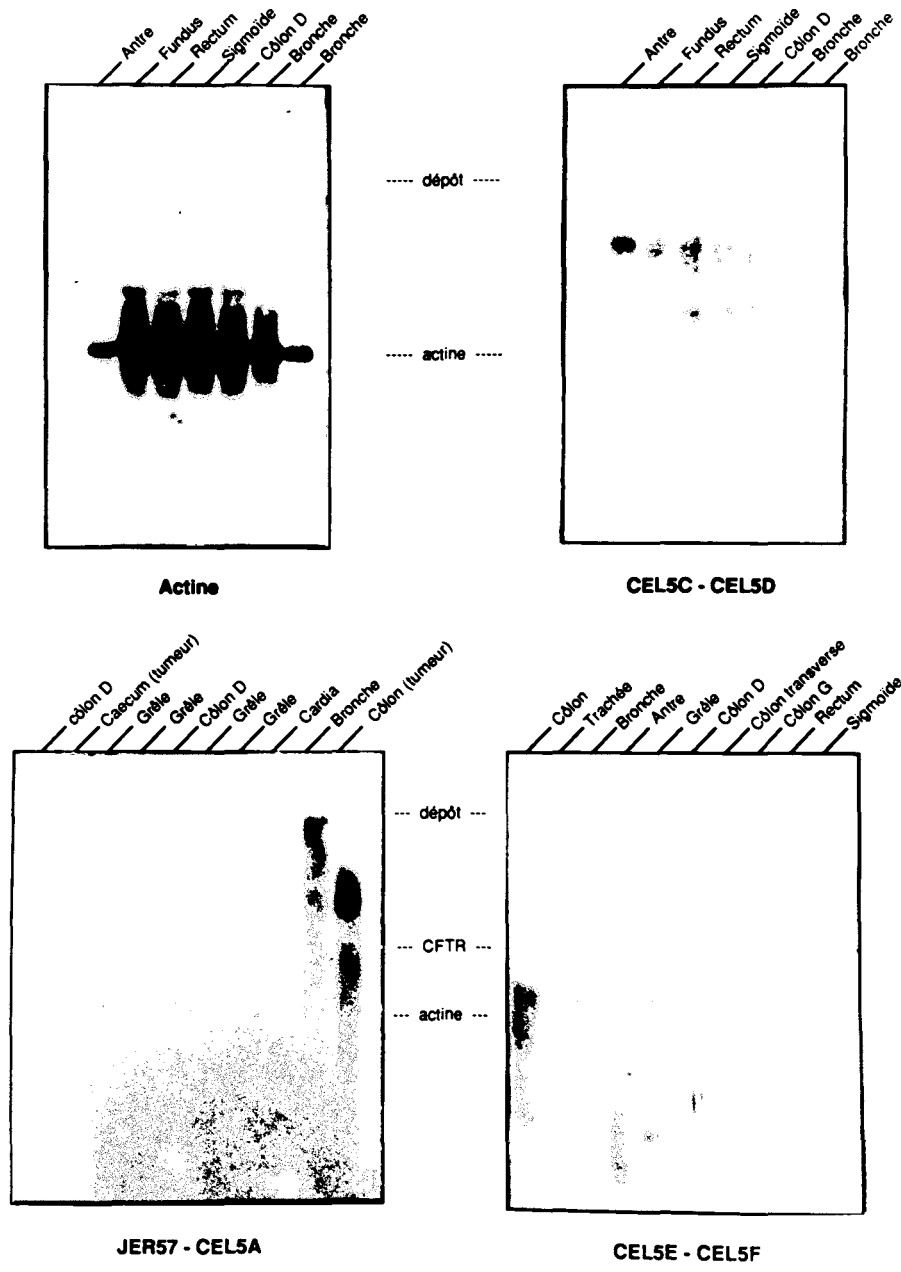 Antre
Fundus
Rectum
Sigmoïde
Côlon D
Bronche
Bronche
Antre
Fundus
Rectum
Sigmoïde
Côlon D
Bronche
Bronche
----- dépôt -----
----- actine -----
Actine
CEL5C - CEL5D
côlon D
Caecum (tumeur)
Grêle
Grêle
Côlon D
Grêle
Grêle
Cardia
Bronche
Côlon (tumeur)
Côlon
Trachée
Bronche
Antre
Grêle
Côlon D
Côlon transverse
Côlon G
Rectum
Sigmoïde
--- dépôt ---
--- CFTR ---
--- actine ---
JER57 - CEL5A
CEL5E - CEL5F